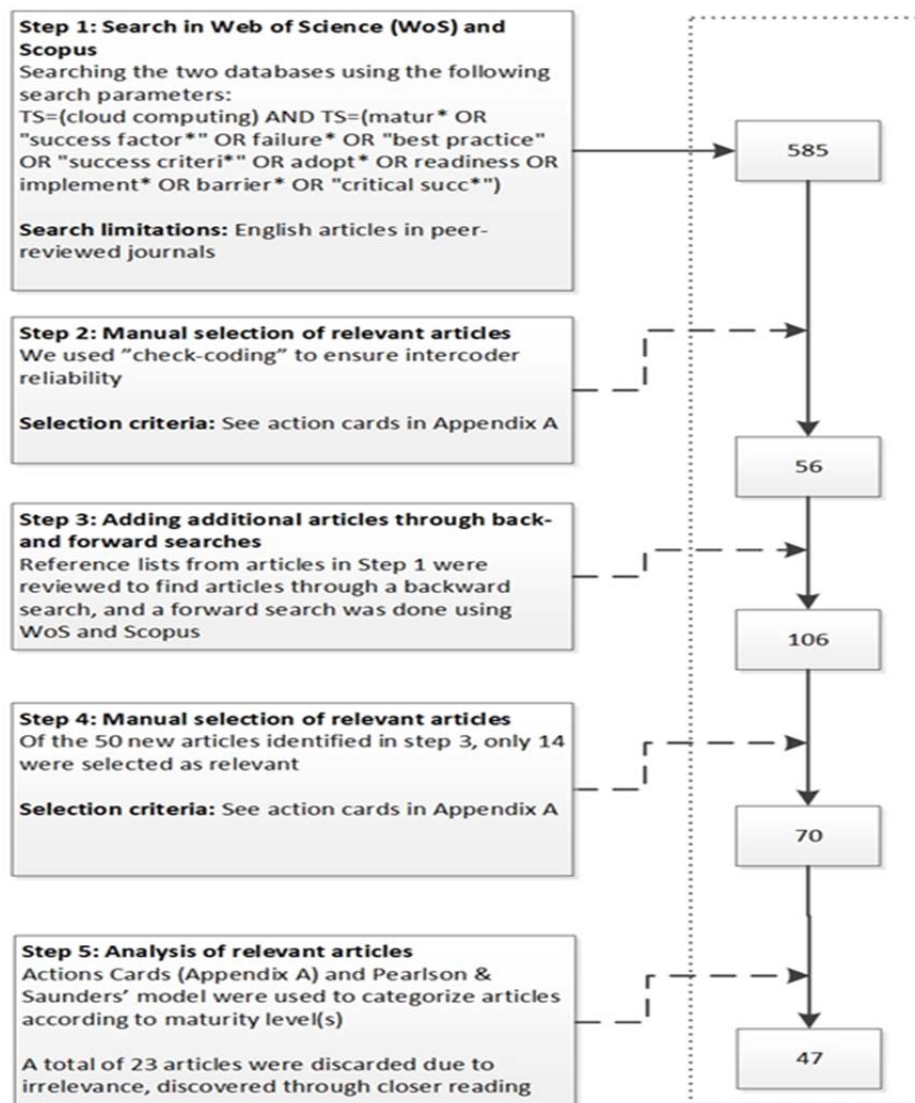 Step 1: Search in Web of Science (WoS) and
Scopus
Searching the two databases using the following
search parameters:
TS=(cloud computing) AND TS=(matur* OR
"success factor*" OR failure* OR "best practice"
OR "success criteri*" OR adopt* OR readiness OR
implement* OR barrier* OR "critical succ*")
Search limitations: English articles in peer-
reviewed journals
585
Step 2: Manual selection of relevant articles
We used ”check-coding” to ensure intercoder
reliability
Selection criteria: See action cards in Appendix A
56
Step 3: Adding additional articles through back-
and forward searches
Reference lists from articles in Step 1 were
reviewed to find articles through a backward
search, and a forward search was done using
WoS and Scopus
106
Step 4: Manual selection of relevant articles
Of the 50 new articles identified in step 3, only 14
were selected as relevant
Selection criteria: See action cards in Appendix A
70
Step 5: Analysis of relevant articles
Actions Cards (Appendix A) and Pearlson &
Saunders’ model were used to categorize articles
according to maturity level(s)
A total of 23 articles were discarded due to
irrelevance, discovered through closer reading
47